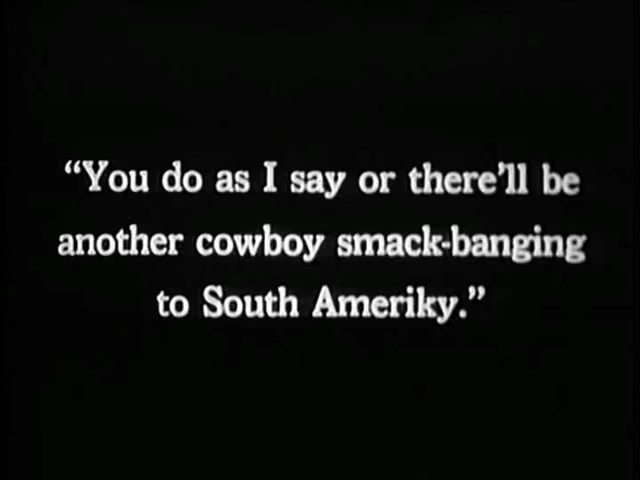 “You do as I say or there’ll be
another cowboy smack-banging
to South Ameriky.”